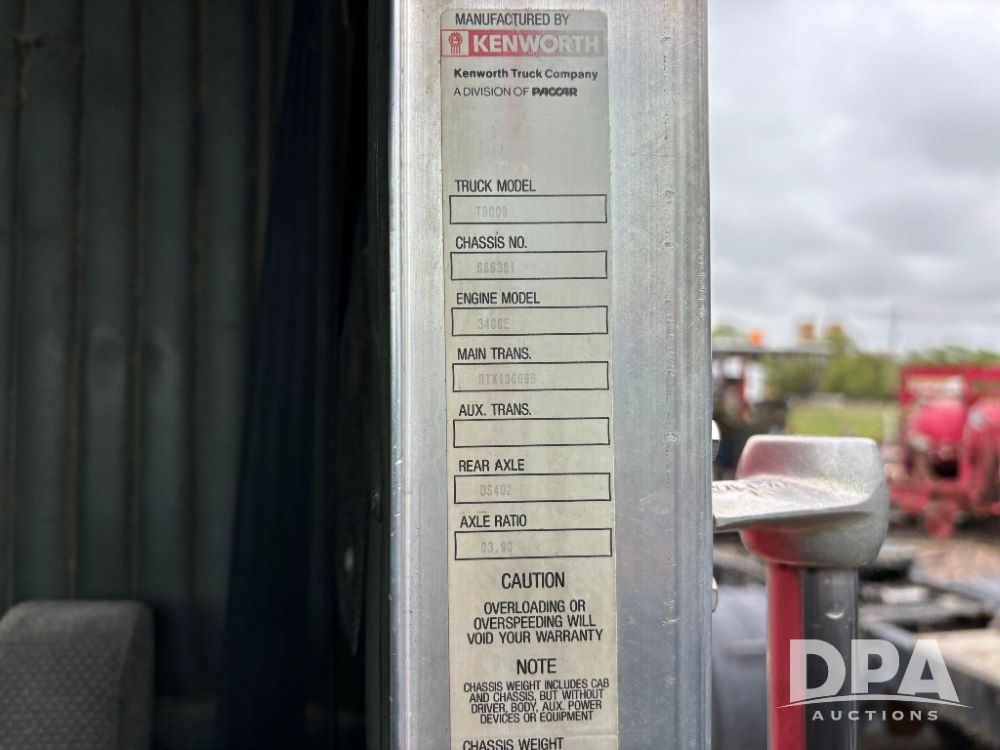 MANUFACTURED BY
KENWORTH
Kenworth Truck Company
A DIVISION OF PACCAR
TRUCK MODEL
T800B
CHASSIS NO.
666381
ENGINE MODEL
3406E
MAIN TRANS.
RTX13609B
AUX. TRANS.
REAR AXLE
DS402
AXLE RATIO
03.90
CAUTION
OVERLOADING OR
OVERSPEEDING WILL
VOID YOUR WARRANTY
NOTE
CHASSIS WEIGHT INCLUDES CAB
AND CHASSIS, BUT WITHOUT
DRIVER, BODY, AUX. POWER
DEVICES OR EQUIPMENT
CHASSIS WEIGHT
DPA
AUCTIONS